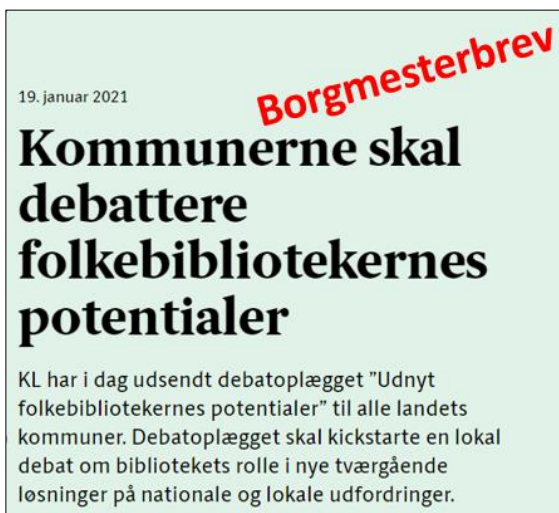 19. januar 2021
Borgmesterbrev
Kommunerne skal
debattere
folkebibliotekernes
potentialer
KL har i dag udsendt debatoplægget ”Udnyt
folkebibliotekernes potentialer” til alle landets
kommuner. Debatoplægget skal kickstarte en lokal
debat om bibliotekets rolle i nye tværgående
løsninger på nationale og lokale udfordringer.